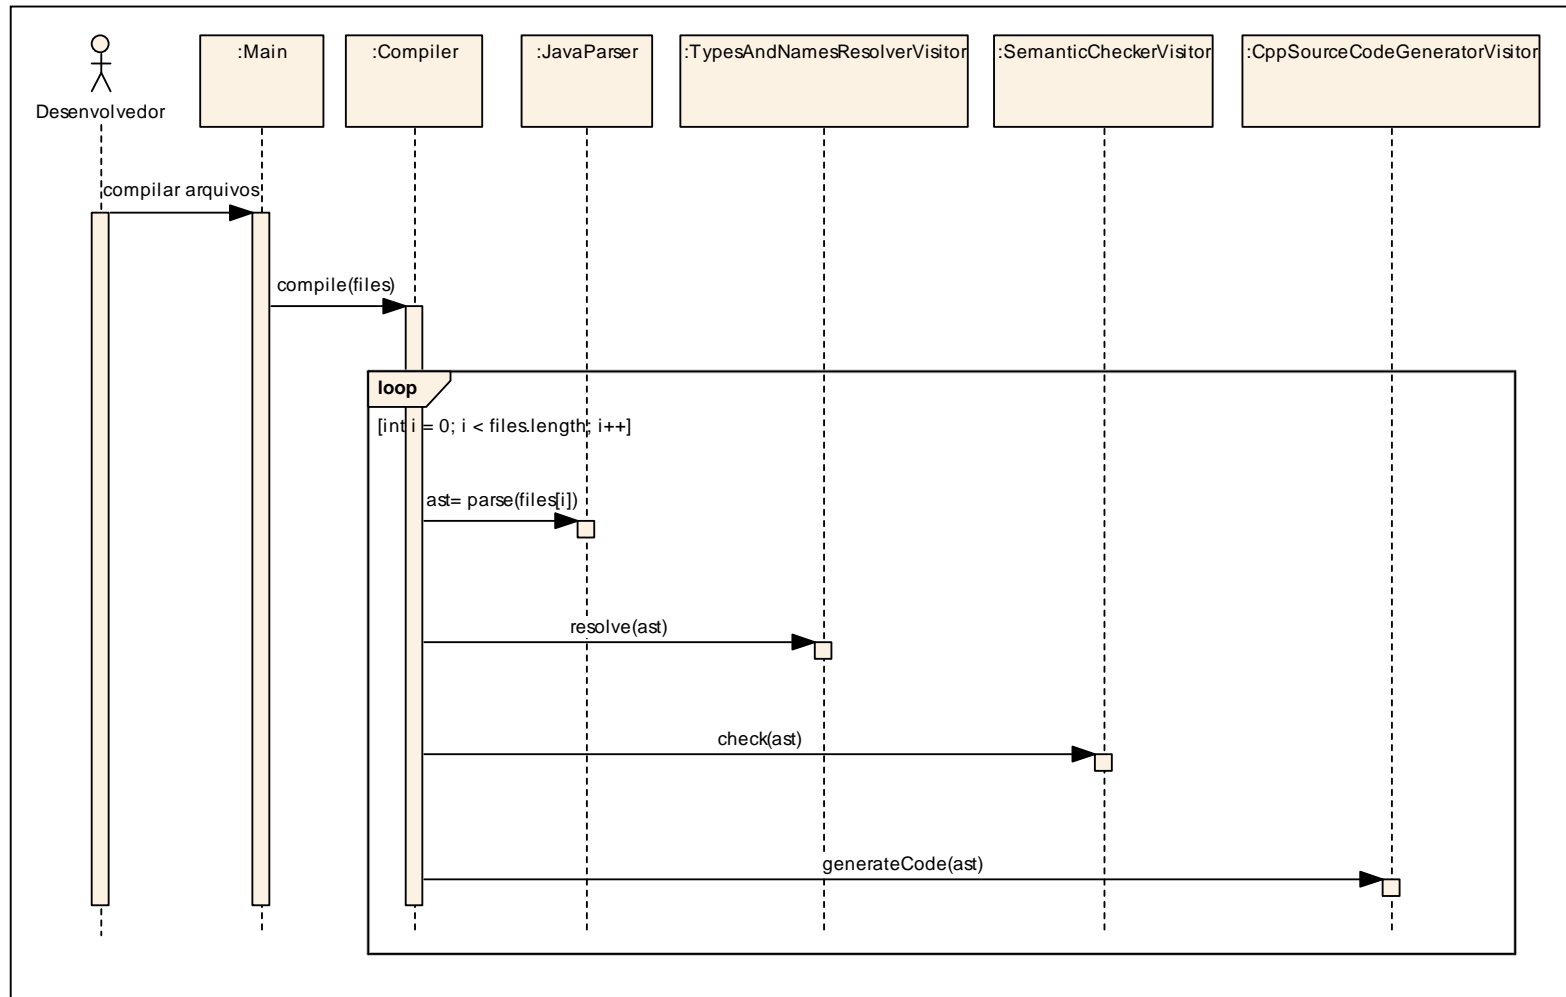 :Main
:Compiler
:JavaParser
:TypesAndNamesResolverVisitor
:SemanticCheckerVisitor
:CppSourceCodeGeneratorVisitor
Desenvolvedor
compilar arquivos
compile(files)
loop
[int i = 0; i < files.length; i++]
ast= parse(files[i])
resolve(ast)
check(ast)
generateCode(ast)